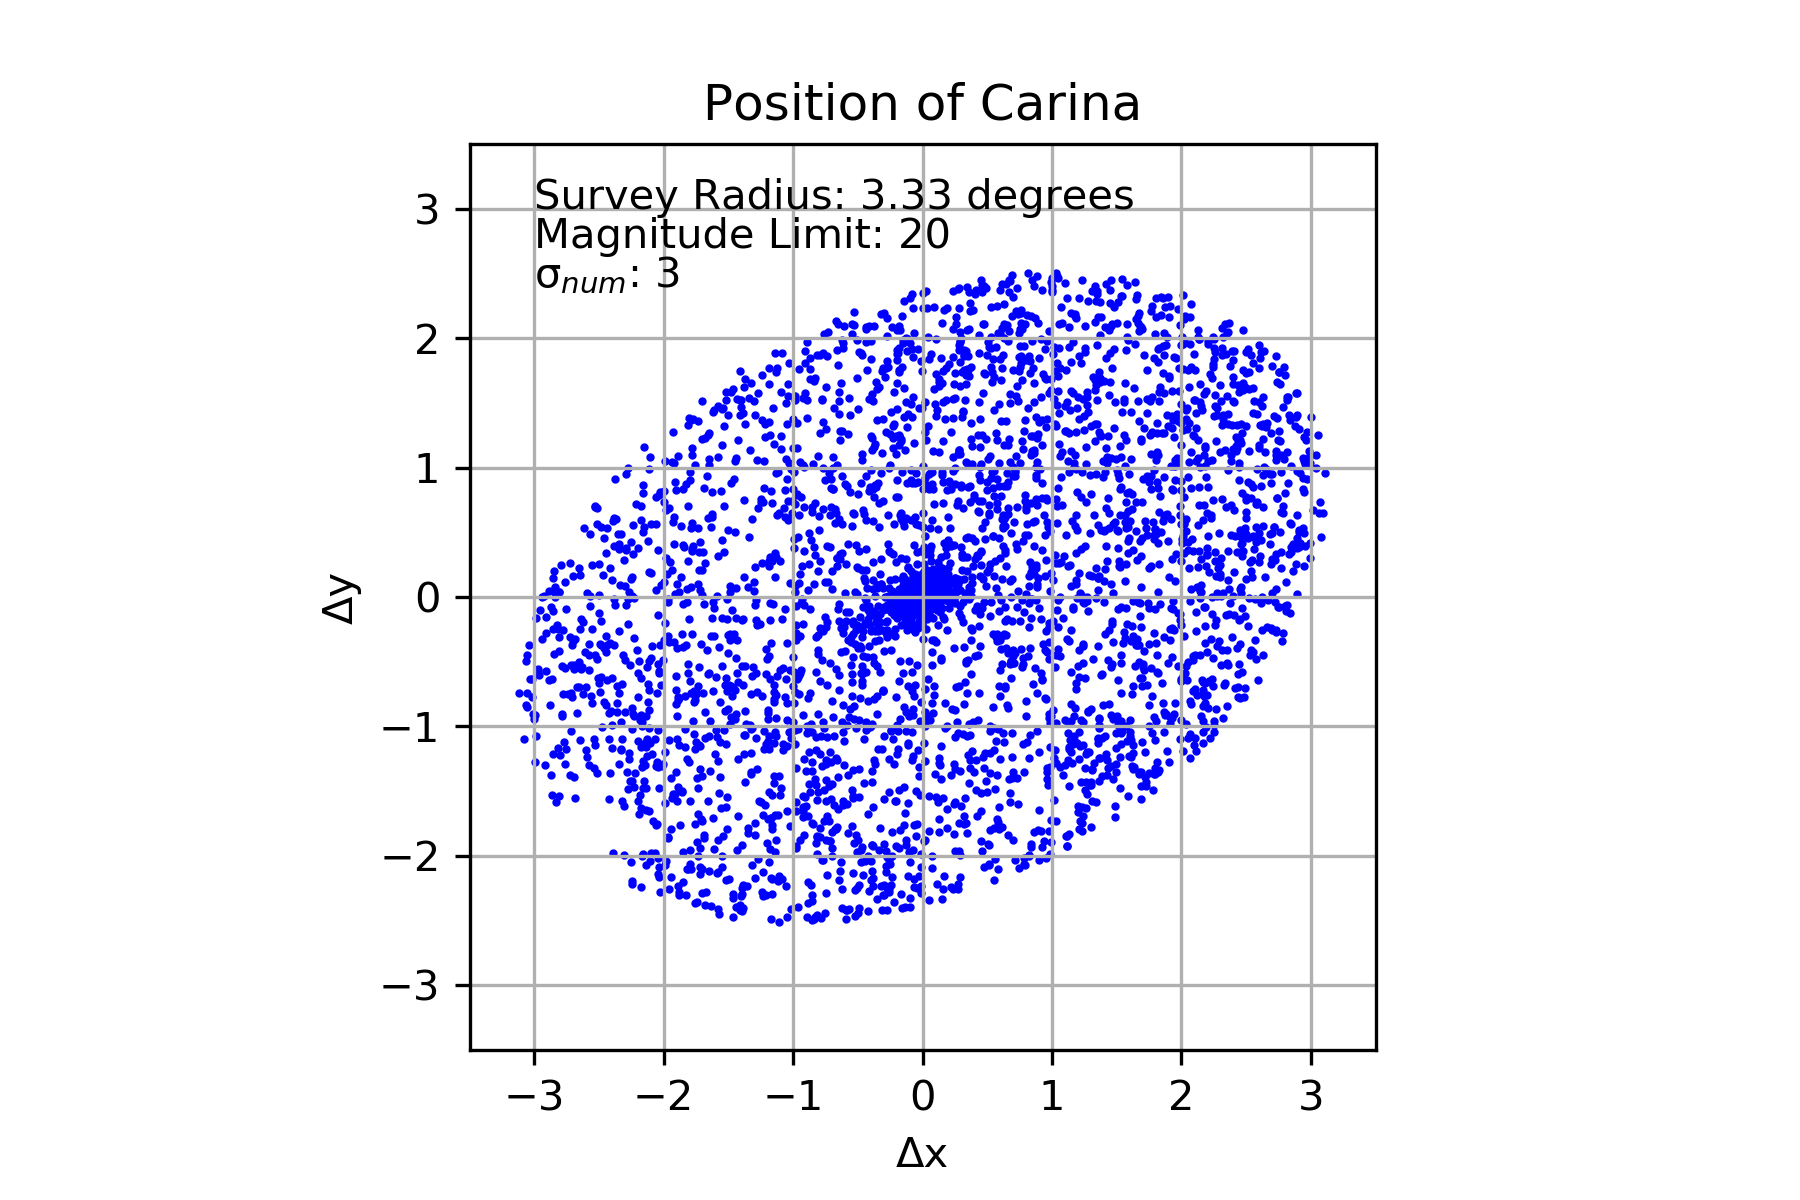 Position of Carina
Survey Radius: 3.33 degrees
Magnitude Limit: 20
σnum: 3
3
2
1
0
−1
−2
−3
Δy
−3 −2 −1 0 1 2 3
Δx